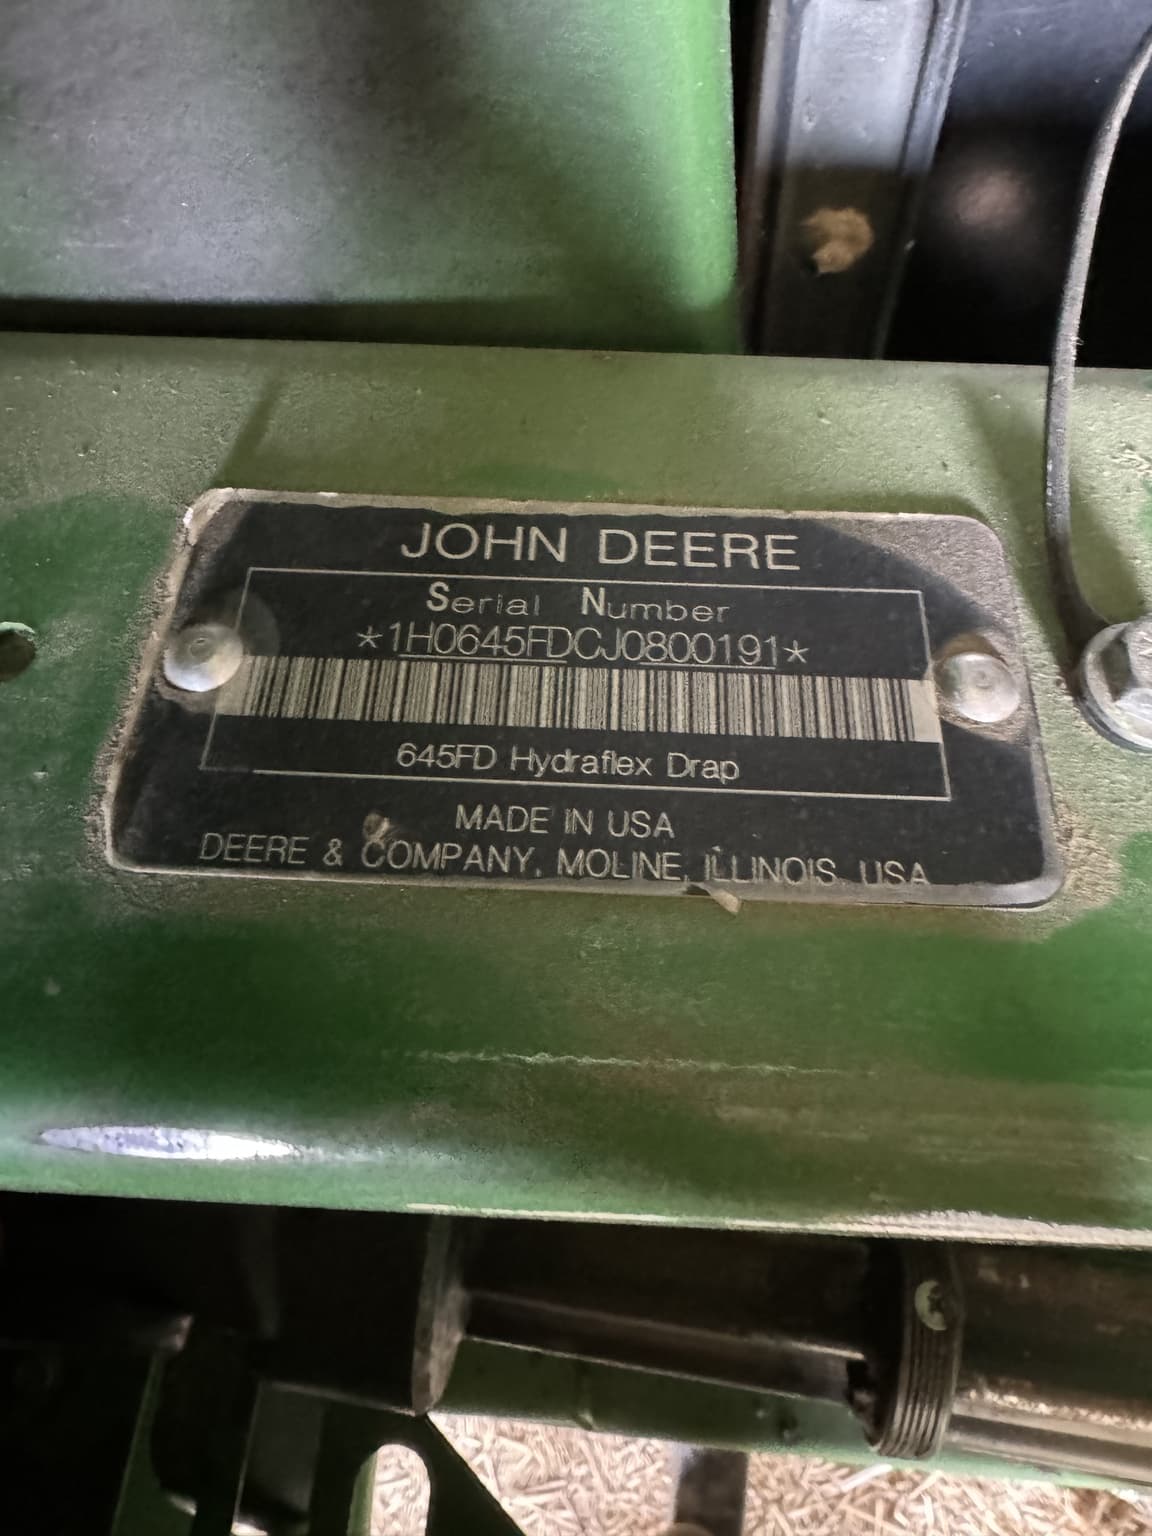 JOHN DEERE
Serial Number
*1H0645FDCJ0800191*
645FD Hydraflex Drap
MADE IN USA
DEERE & COMPANY, MOLINE, ILLINOIS, USA